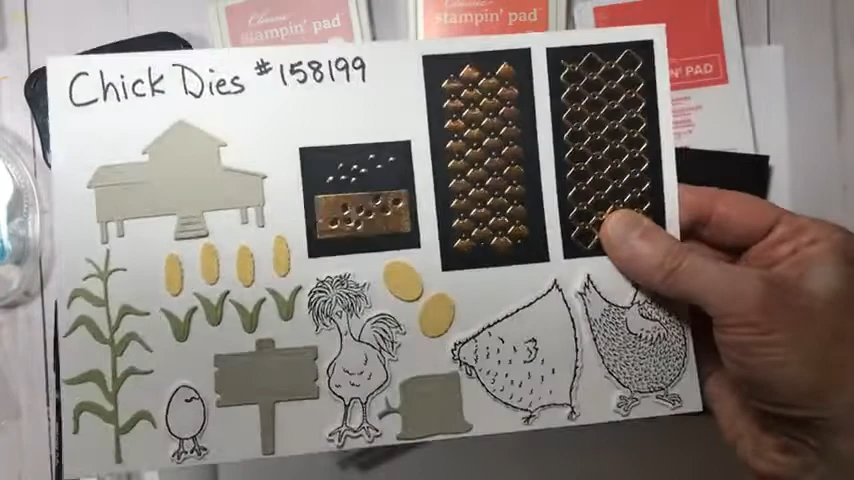 Classic
stampin' pad
Classic
stampin' pad
N' PAD
Chick Dies #158199